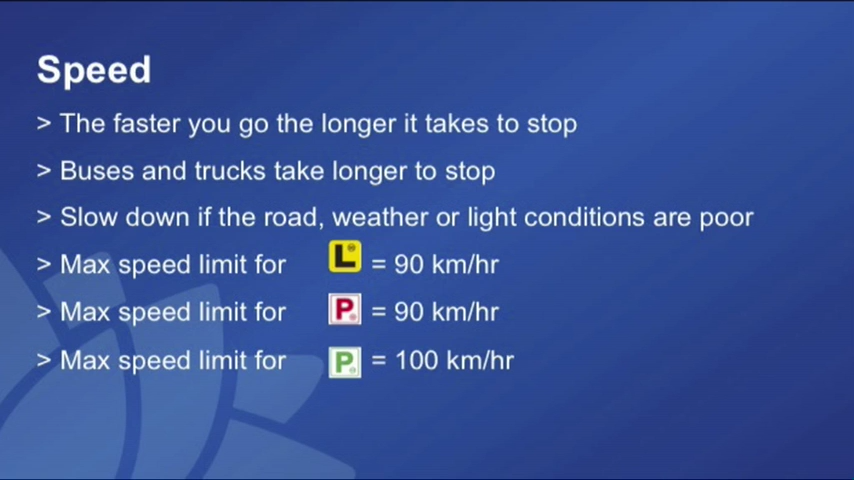 Speed
> The faster you go the longer it takes to stop
> Buses and trucks take longer to stop
> Slow down if the road, weather or light conditions are poor
> Max speed limit for L = 90 km/hr
> Max speed limit for P = 90 km/hr
> Max speed limit for P = 100 km/hr